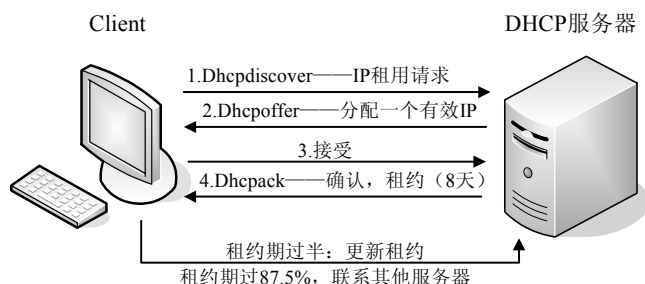 Client
DHCP服务器
1.Dhcpdiscover——IP租用请求
2.Dhcpoffer——分配一个有效IP
3.接受
4.Dhcpack——确认，租约（8天）
租约期过半：更新租约
租约期过87.5%，联系其他服务器